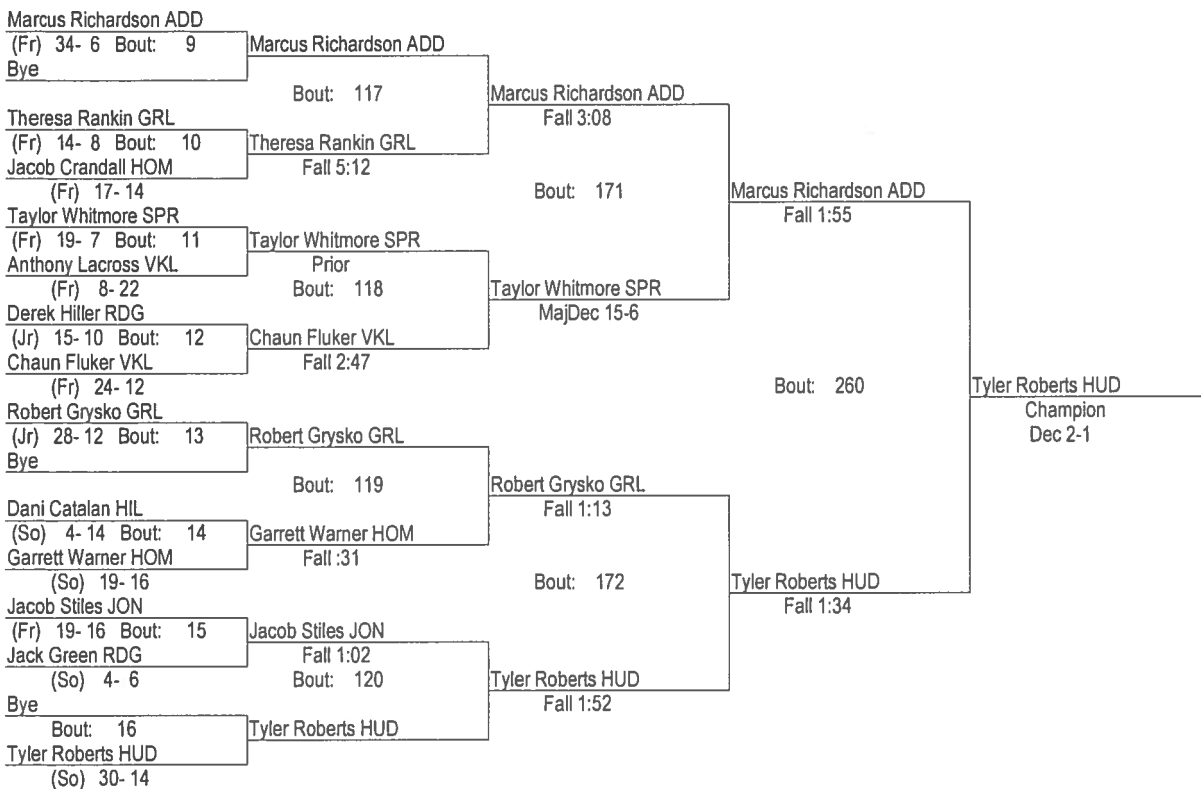 Marcus Richardson ADD
(Fr) 34- 6 Bout: 9
Bye
Marcus Richardson ADD
Bout: 117
Theresa Rankin GRL
(Fr) 14- 8 Bout: 10
Jacob Crandall HOM
(Fr) 17- 14
Theresa Rankin GRL
Fall 5:12
Marcus Richardson ADD
Fall 3:08
Bout: 171
Taylor Whitmore SPR
(Fr) 19- 7 Bout: 11
Anthony Lacross VKL
(Fr) 8- 22
Taylor Whitmore SPR
Prior
Bout: 118
Derek Hiller RDG
(Jr) 15- 10 Bout: 12
Chaun Fluker VKL
(Fr) 24- 12
Chaun Fluker VKL
Fall 2:47
Taylor Whitmore SPR
MajDec 15-6
Marcus Richardson ADD
Fall 1:55
Bout: 260
Robert Grysko GRL
(Jr) 28- 12 Bout: 13
Bye
Robert Grysko GRL
Bout: 119
Dani Catalan HIL
(So) 4- 14 Bout: 14
Garrett Warner HOM
(So) 19- 16
Garrett Warner HOM
Fall :31
Robert Grysko GRL
Fall 1:13
Bout: 172
Jacob Stiles JON
(Fr) 19- 16 Bout: 15
Jack Green RDG
(So) 4- 6
Jacob Stiles JON
Fall 1:02
Bout: 120
Bye
Bout: 16
Tyler Roberts HUD
(So) 30- 14
Tyler Roberts HUD
Tyler Roberts HUD
Fall 1:52
Tyler Roberts HUD
Fall 1:34
Tyler Roberts HUD
Champion
Dec 2-1